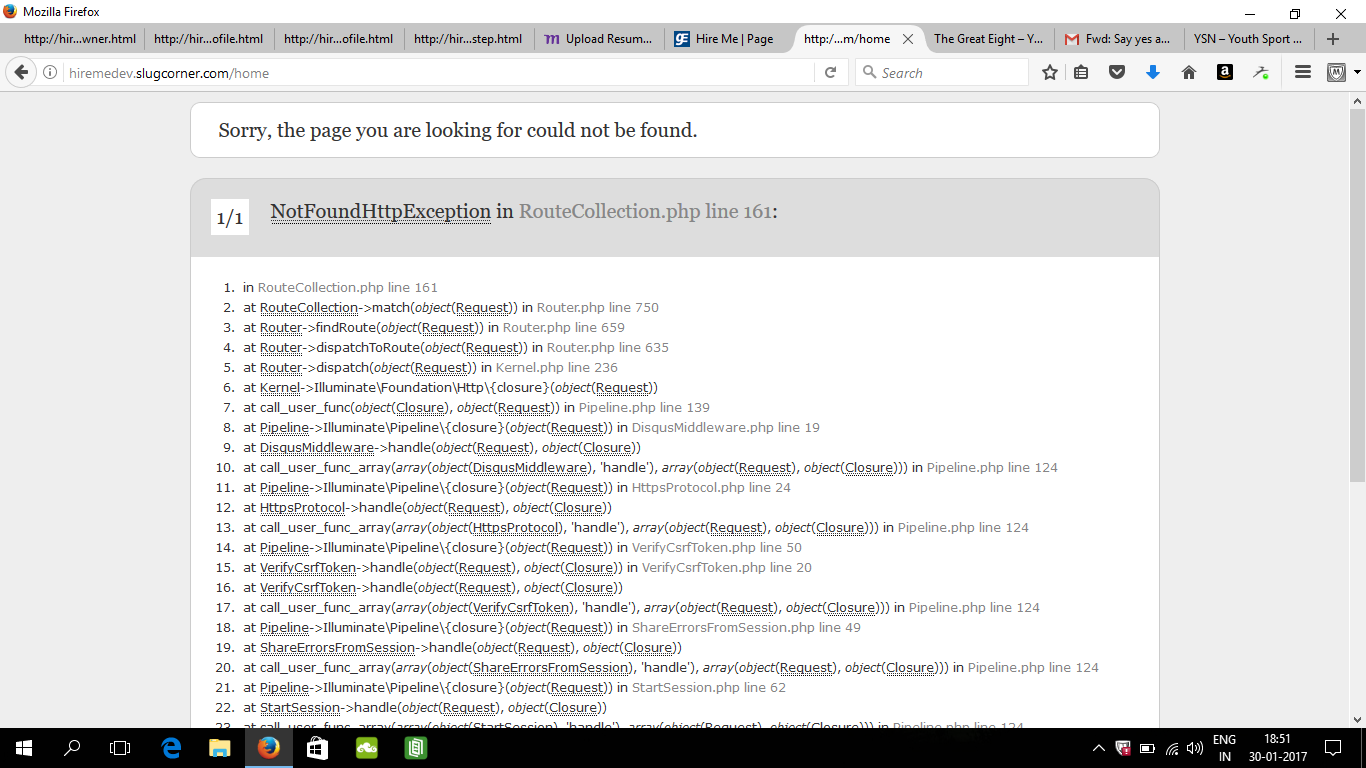 Mozilla Firefox
http://hir...wner.html http://hir...ofile.html http://hir...ofile.html http://hir...step.html Upload Resum... Hire Me | Page http:/...m/home The Great Eight – Y... Fwd: Say yes a... YSN – Youth Sport ...
hiremedev.slugcorner.com/home Search
Sorry, the page you are looking for could not be found.
1/1 NotFoundHttpException in RouteCollection.php line 161:
1. in RouteCollection.php line 161
2. at RouteCollection->match(object(Request)) in Router.php line 750
3. at Router->findRoute(object(Request)) in Router.php line 659
4. at Router->dispatchToRoute(object(Request)) in Router.php line 635
5. at Router->dispatch(object(Request)) in Kernel.php line 236
6. at Kernel->Illuminate\Foundation\Http\{closure}(object(Request))
7. at call_user_func(object(Closure), object(Request)) in Pipeline.php line 139
8. at Pipeline->Illuminate\Pipeline\{closure}(object(Request)) in DisqusMiddleware.php line 19
9. at DisqusMiddleware->handle(object(Request), object(Closure))
10. at call_user_func_array(array(object(DisqusMiddleware), 'handle'), array(object(Request), object(Closure))) in Pipeline.php line 124
11. at Pipeline->Illuminate\Pipeline\{closure}(object(Request)) in HttpsProtocol.php line 24
12. at HttpsProtocol->handle(object(Request), object(Closure))
13. at call_user_func_array(array(object(HttpsProtocol), 'handle'), array(object(Request), object(Closure))) in Pipeline.php line 124
14. at Pipeline->Illuminate\Pipeline\{closure}(object(Request)) in VerifyCsrfToken.php line 50
15. at VerifyCsrfToken->handle(object(Request), object(Closure)) in VerifyCsrfToken.php line 20
16. at VerifyCsrfToken->handle(object(Request), object(Closure))
17. at call_user_func_array(array(object(VerifyCsrfToken), 'handle'), array(object(Request), object(Closure))) in Pipeline.php line 124
18. at Pipeline->Illuminate\Pipeline\{closure}(object(Request)) in ShareErrorsFromSession.php line 49
19. at ShareErrorsFromSession->handle(object(Request), object(Closure))
20. at call_user_func_array(array(object(ShareErrorsFromSession), 'handle'), array(object(Request), object(Closure))) in Pipeline.php line 124
21. at Pipeline->Illuminate\Pipeline\{closure}(object(Request)) in StartSession.php line 62
22. at StartSession->handle(object(Request), object(Closure))
23. at call_user_func_array(array(object(StartSession), 'handle'), array(object(Request), object(Closure))) in Pipeline.php line 124
ENG 18:51
IN 30-01-2017